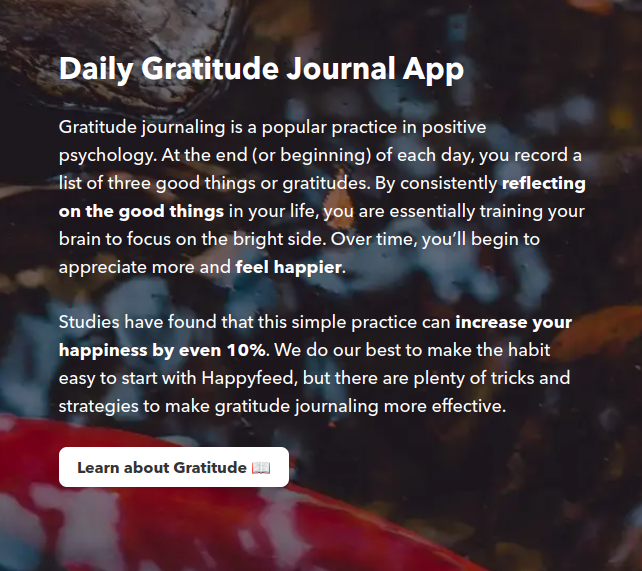 Daily Gratitude Journal App
Gratitude journaling is a popular practice in positive
psychology. At the end (or beginning) of each day, you record a
list of three good things or gratitudes. By consistently reflecting
on the good things in your life, you are essentially training your
brain to focus on the bright side. Over time, you’ll begin to
appreciate more and feel happier.
Studies have found that this simple practice can increase your
happiness by even 10%. We do our best to make the habit
easy to start with Happyfeed, but there are plenty of tricks and
strategies to make gratitude journaling more effective.
Learn about Gratitude 📖